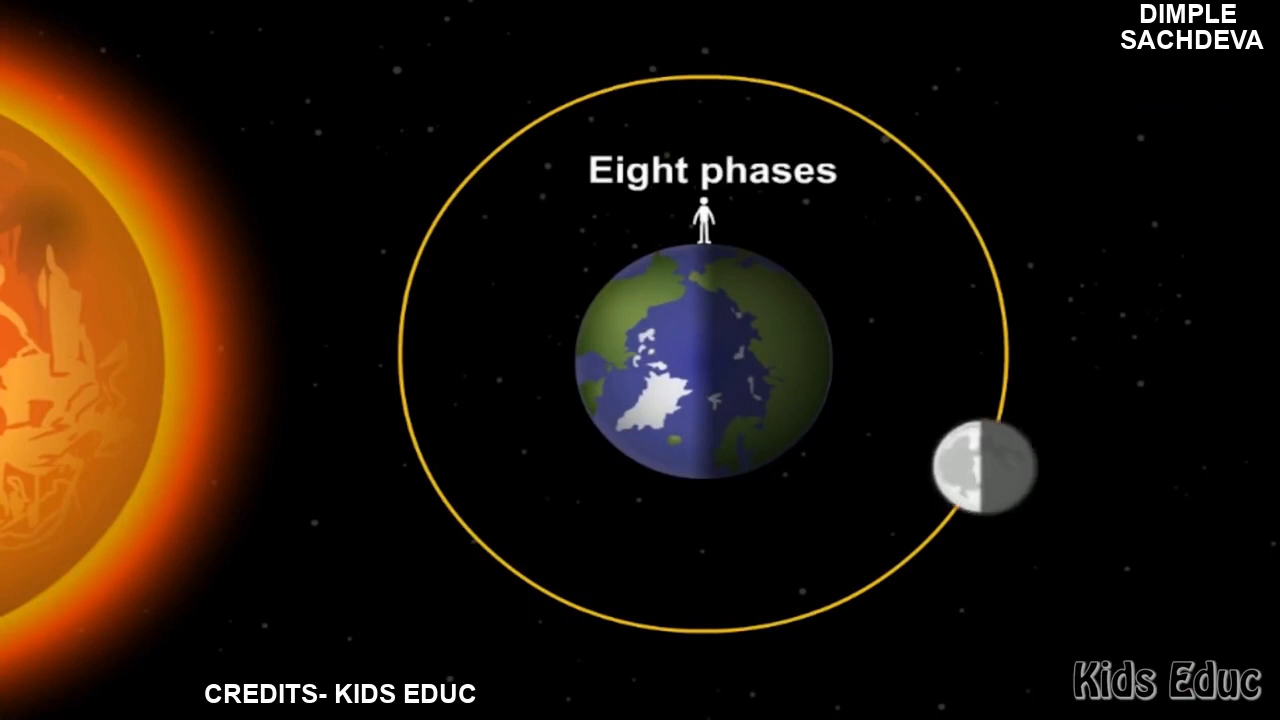 DIMPLE
SACHDEVA
Eight phases
CREDITS- KIDS EDUC
Kids Educ